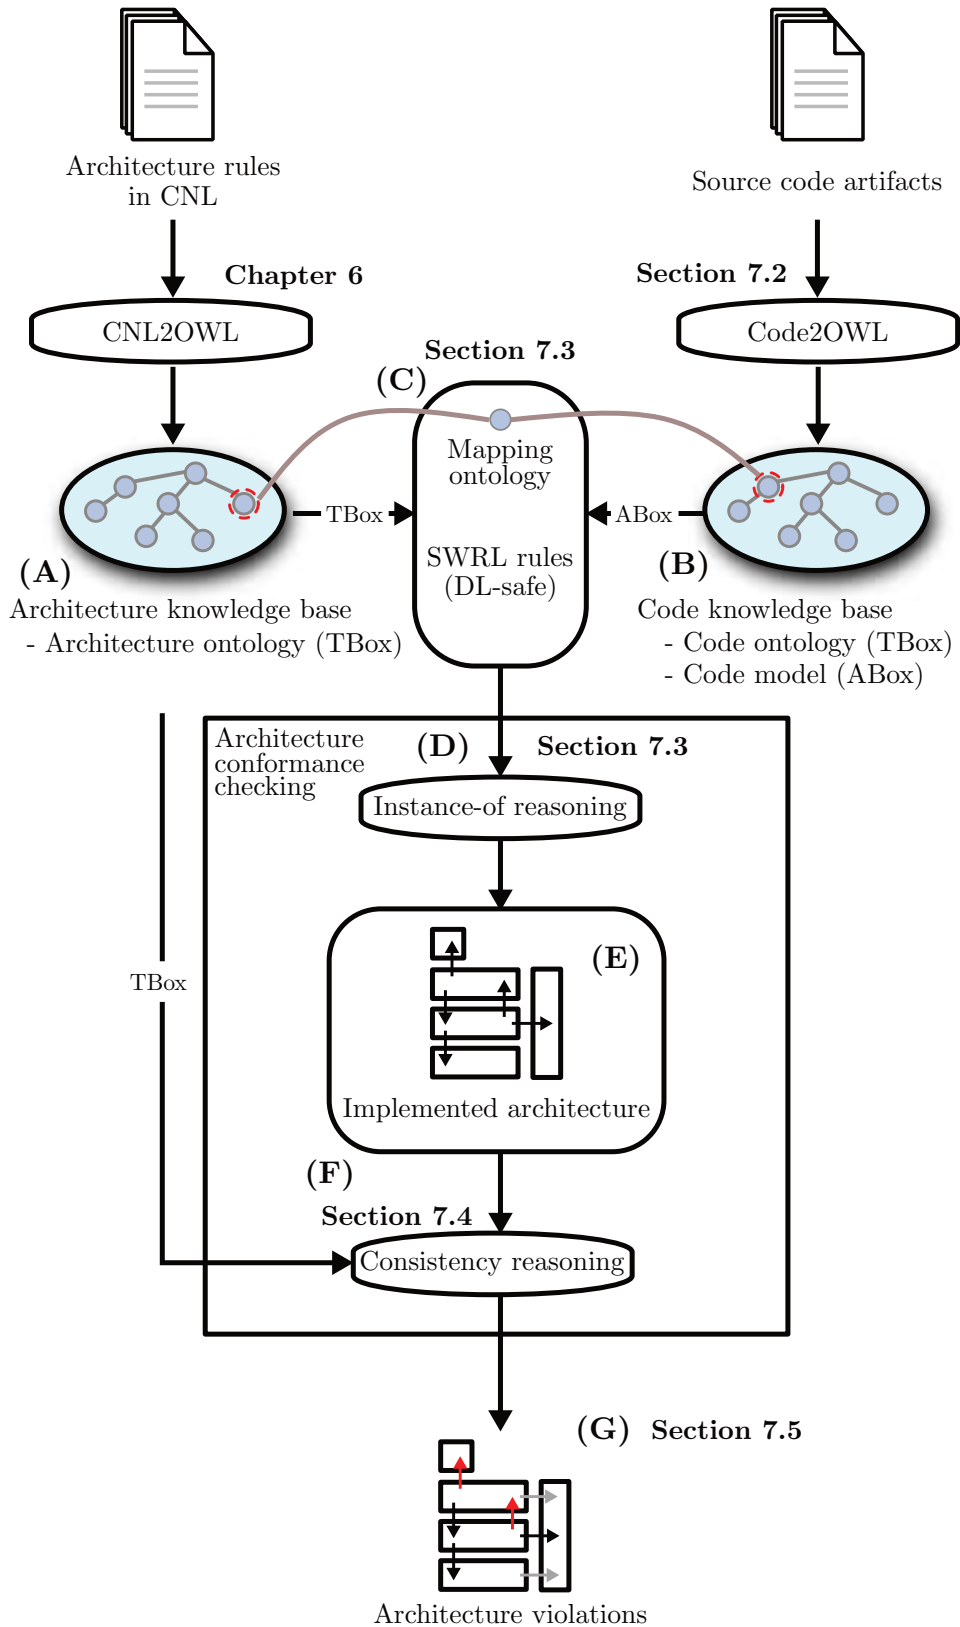 Architecture rules
in CNL
Source code artifacts
Chapter 6
Section 7.2
CNL2OWL
Code2OWL
Section 7.3
(C)
Mapping
ontology
TBox
ABox
SWRL rules
(DL-safe)
(A)
Architecture knowledge base
- Architecture ontology (TBox)
(B)
Code knowledge base
- Code ontology (TBox)
- Code model (ABox)
Architecture
conformance
checking
(D)
Section 7.3
Instance-of reasoning
(E)
TBox
Implemented architecture
(F)
Section 7.4
Consistency reasoning
(G) Section 7.5
Architecture violations